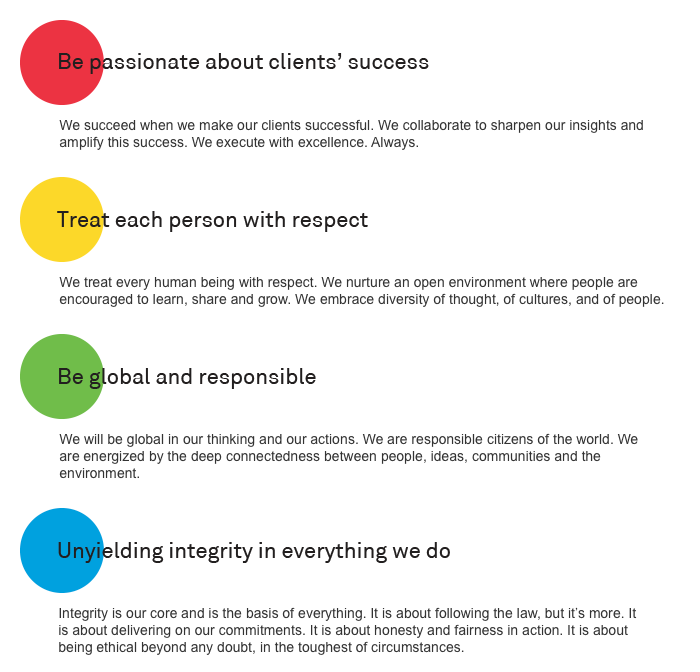 Be passionate about clients’ success
We succeed when we make our clients successful. We collaborate to sharpen our insights and
amplify this success. We execute with excellence. Always.
Treat each person with respect
We treat every human being with respect. We nurture an open environment where people are
encouraged to learn, share and grow. We embrace diversity of thought, of cultures, and of people.
Be global and responsible
We will be global in our thinking and our actions. We are responsible citizens of the world. We
are energized by the deep connectedness between people, ideas, communities and the
environment.
Unyielding integrity in everything we do
Integrity is our core and is the basis of everything. It is about following the law, but it’s more. It
is about delivering on our commitments. It is about honesty and fairness in action. It is about
being ethical beyond any doubt, in the toughest of circumstances.